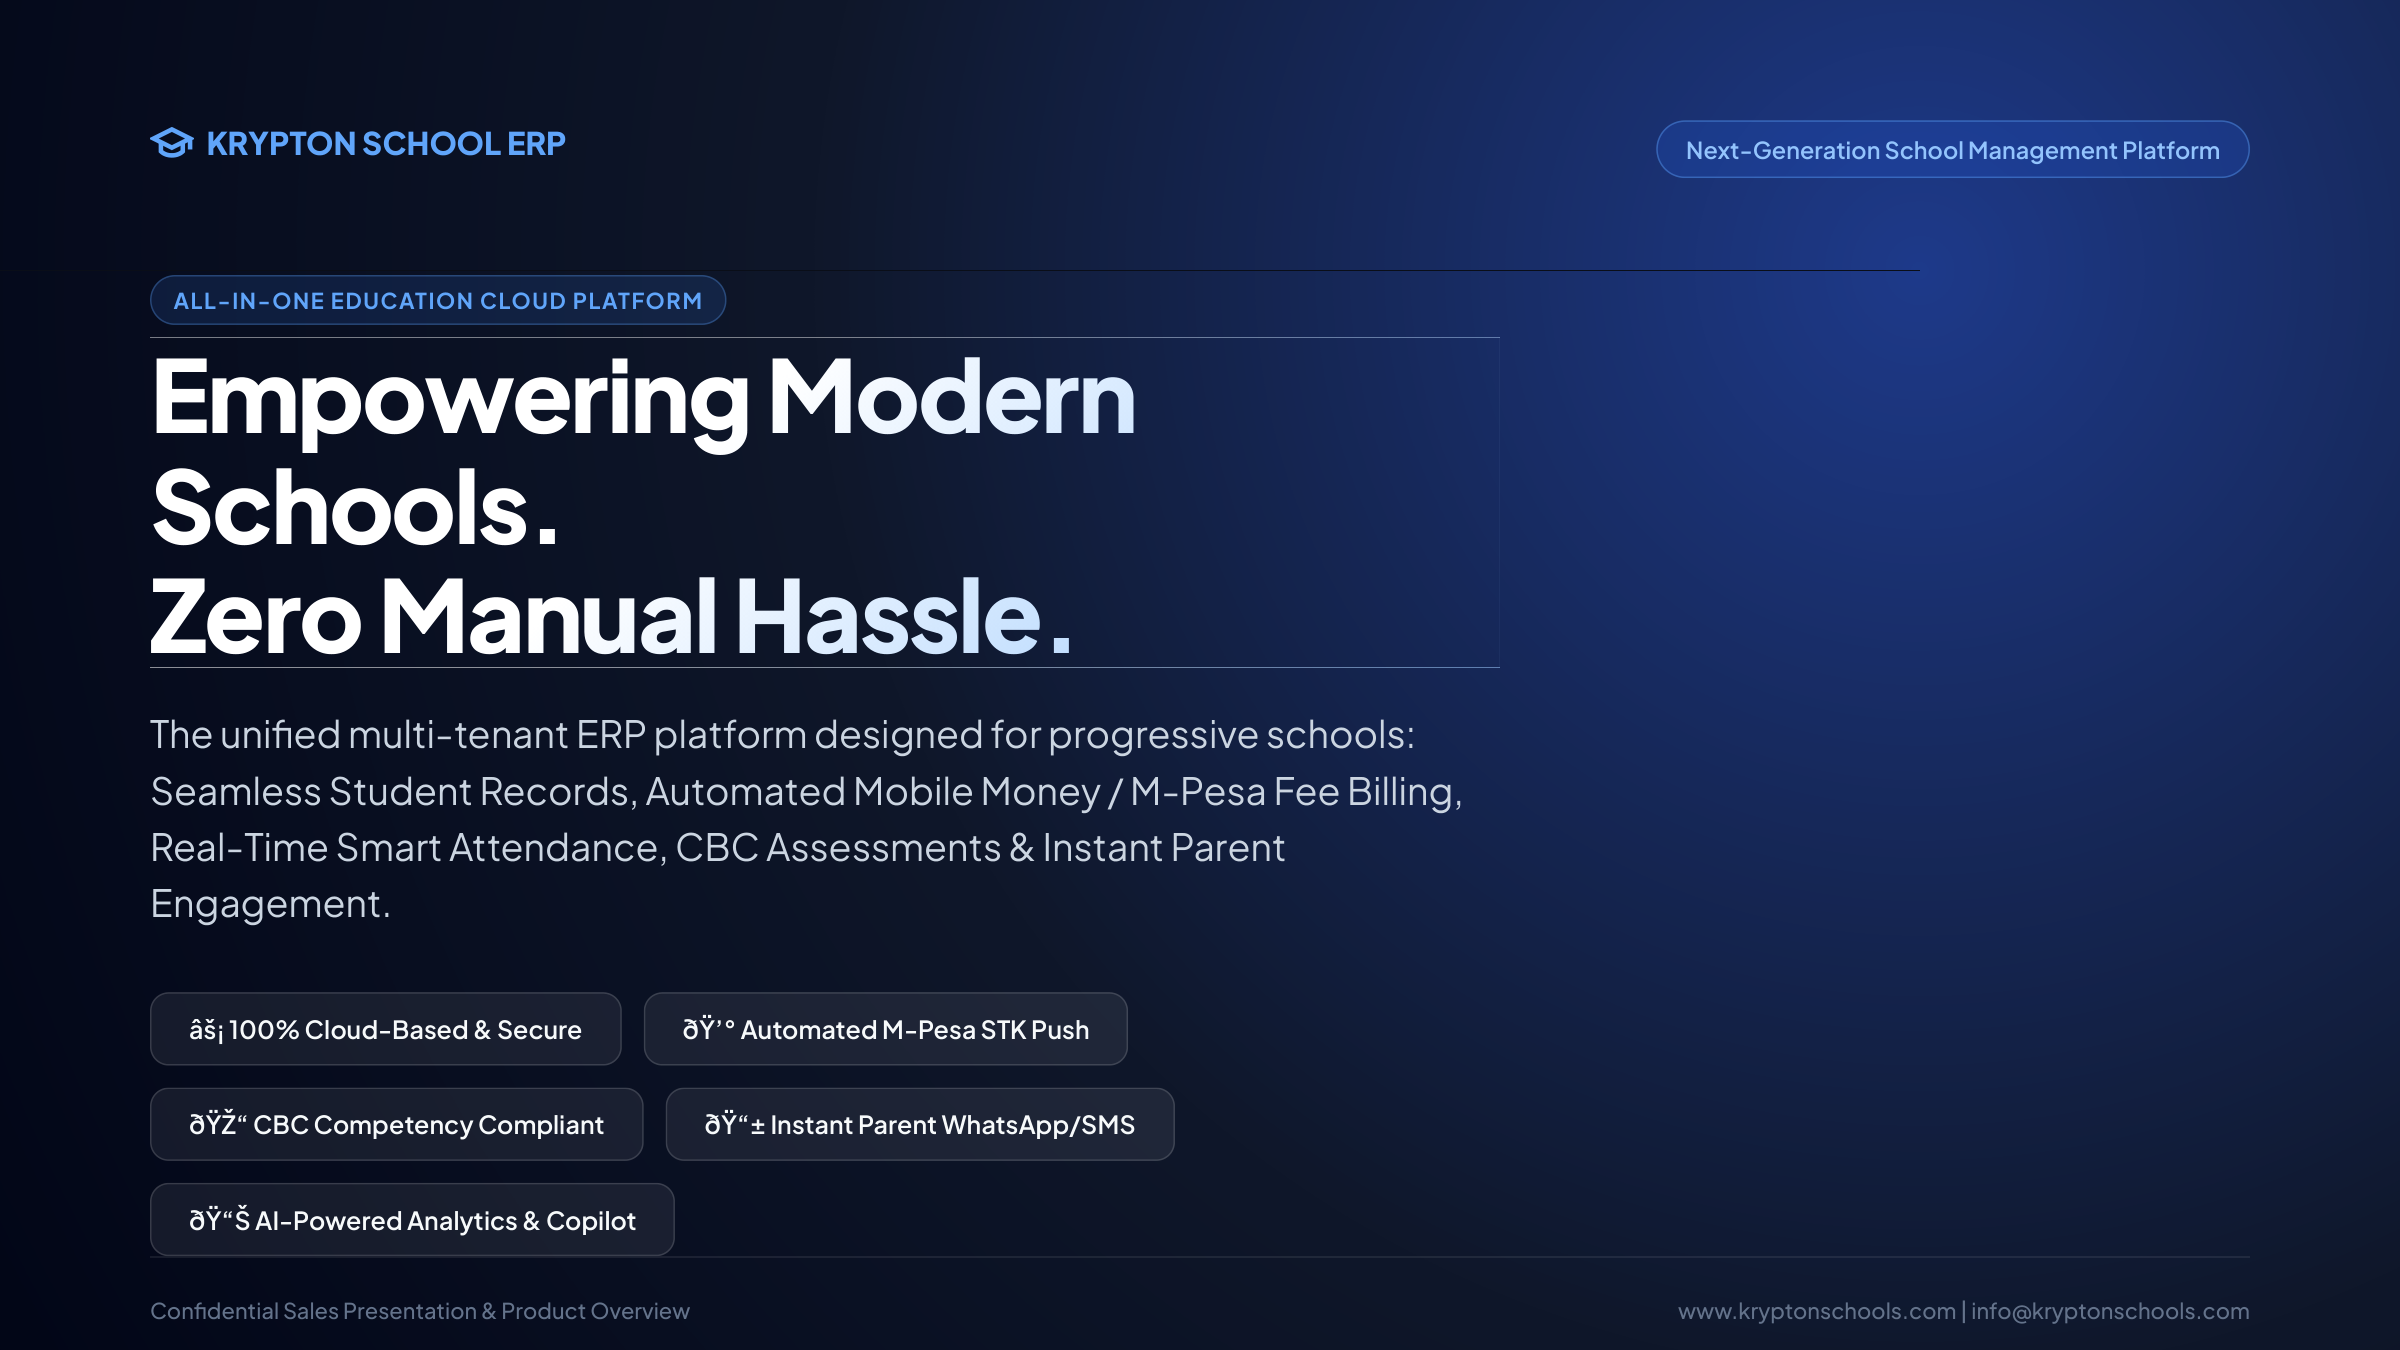 KRYPTON SCHOOL ERP
Next-Generation School Management Platform
ALL-IN-ONE EDUCATION CLOUD PLATFORM
Empowering Modern
Schools.
Zero Manual Hassle.
The unified multi-tenant ERP platform designed for progressive schools:
Seamless Student Records, Automated Mobile Money / M-Pesa Fee Billing,
Real-Time Smart Attendance, CBC Assessments & Instant Parent
Engagement.
âš¡ 100% Cloud-Based & Secure
ðŸ’° Automated M-Pesa STK Push
ðŸŽ“ CBC Competency Compliant
ðŸ“± Instant Parent WhatsApp/SMS
ðŸ“Š AI-Powered Analytics & Copilot
Confidential Sales Presentation & Product Overview
www.kryptonschools.com | info@kryptonschools.com